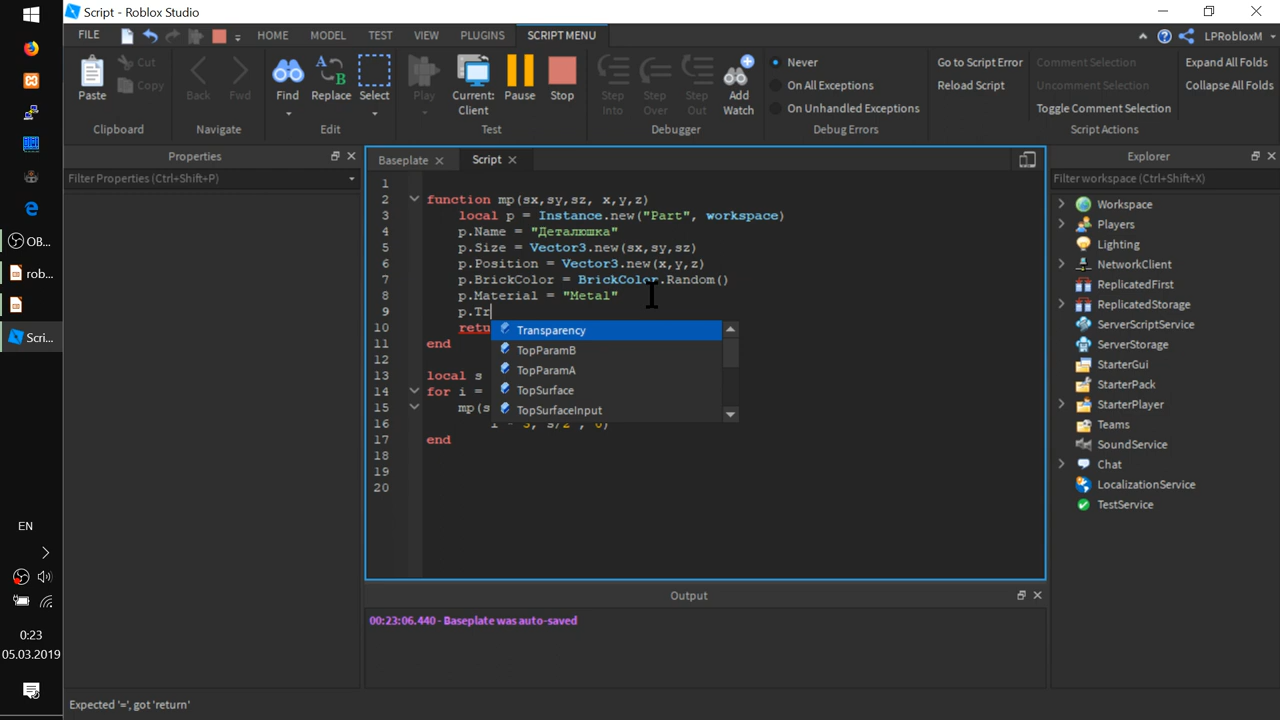 Script - Roblox Studio
FILE HOME MODEL TEST VIEW PLUGINS SCRIPT MENU LPRobloxM
Paste Cut Copy Back Fwd Find Replace Select Play Current: Client Pause Stop Step Into Step Over Step Out Add Watch
Never
On All Exceptions
On Unhandled Exceptions
Go to Script Error
Reload Script
Comment Selection
Uncomment Selection
Toggle Comment Selection
Expand All Folds
Collapse All Folds
Clipboard Navigate Edit Test Debugger Debug Errors Script Actions
Properties
Filter Properties (Ctrl+Shift+P)
Baseplate Script
1
2 function mp(sx,sy,sz, x,y,z)
3 local p = Instance.new("Part", workspace)
4 p.Name = "Деталюшка"
5 p.Size = Vector3.new(sx,sy,sz)
6 p.Position = Vector3.new(x,y,z)
7 p.BrickColor = BrickColor.Random()
8 p.Material = "Metal"
9 p.Tr
10 retu
11 end
12
13 local s
14 for i =
15 mp(s
16
17 end
18
19
20
Transparency
TopParamB
TopParamA
TopSurface
TopSurfaceInput
Explorer
Filter workspace (Ctrl+Shift+X)
Workspace
Players
Lighting
NetworkClient
ReplicatedFirst
ReplicatedStorage
ServerScriptService
ServerStorage
StarterGui
StarterPack
StarterPlayer
Teams
SoundService
Chat
LocalizationService
TestService
Output
00:23:06.440 - Baseplate was auto-saved
Expected '=', got 'return'
OB...
rob...
Scri...
EN
0:23
05.03.2019